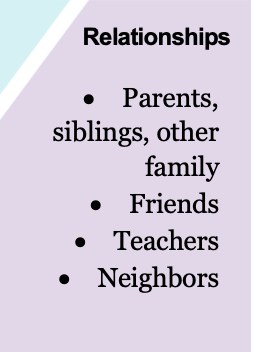 Relationships
• Parents,
siblings, other
family
• Friends
• Teachers
• Neighbors